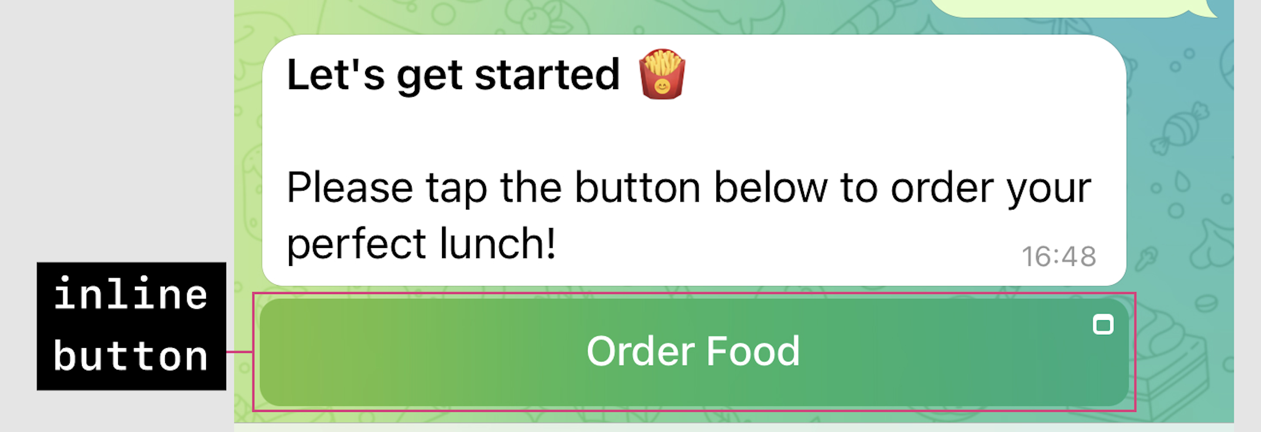 Let's get started 🍟
Please tap the button below to order your
perfect lunch!
16:48
inline
button
Order Food